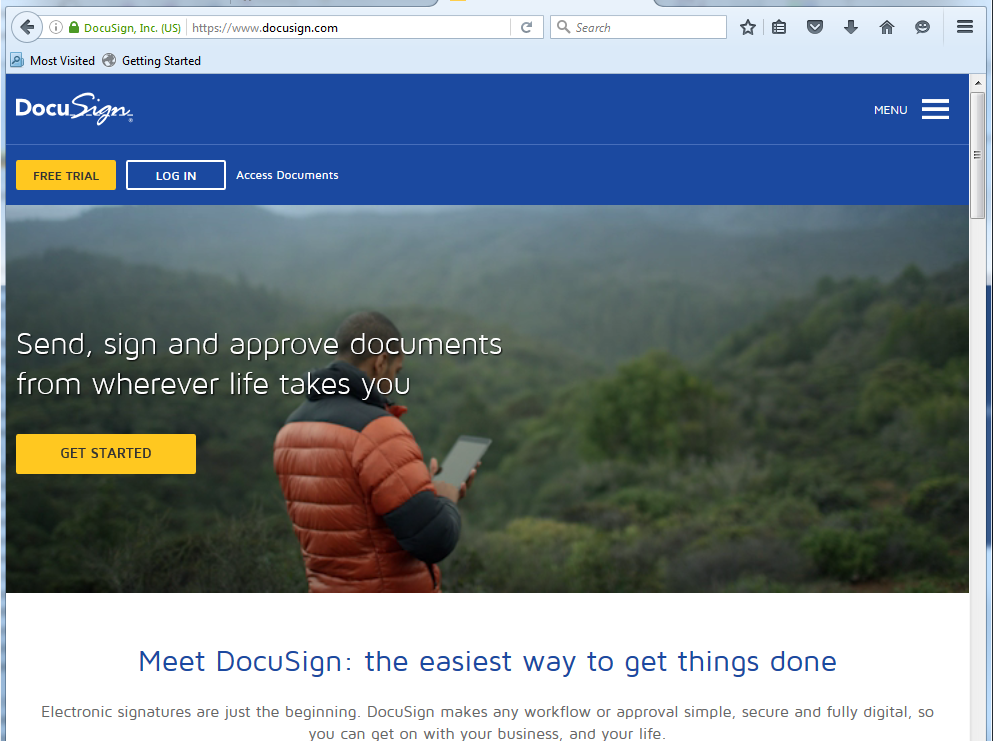 DocuSign, Inc. (US) https://www.docusign.com Search
Most Visited Getting Started
DocuSign® MENU
FREE TRIAL LOG IN Access Documents
Send, sign and approve documents
from wherever life takes you
GET STARTED
Meet DocuSign: the easiest way to get things done
Electronic signatures are just the beginning. DocuSign makes any workflow or approval simple, secure and fully digital, so
you can get on with your business, and your life.